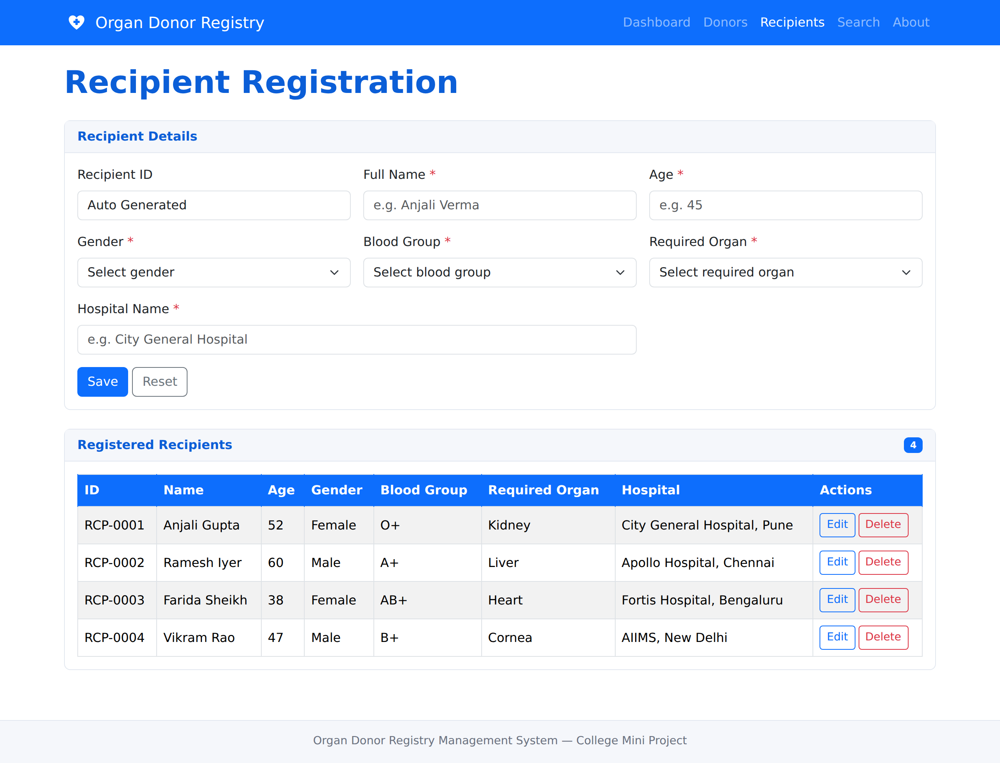 Organ Donor Registry Dashboard Donors Recipients Search About
Recipient Registration
Recipient Details
Recipient ID Full Name * Age *
Auto Generated e.g. Anjali Verma e.g. 45
Gender * Blood Group * Required Organ *
Select gender Select blood group Select required organ
Hospital Name *
e.g. City General Hospital
Save Reset
Registered Recipients 4
ID Name Age Gender Blood Group Required Organ Hospital Actions
RCP-0001 Anjali Gupta 52 Female O+ Kidney City General Hospital, Pune Edit Delete
RCP-0002 Ramesh Iyer 60 Male A+ Liver Apollo Hospital, Chennai Edit Delete
RCP-0003 Farida Sheikh 38 Female AB+ Heart Fortis Hospital, Bengaluru Edit Delete
RCP-0004 Vikram Rao 47 Male B+ Cornea AIIMS, New Delhi Edit Delete
Organ Donor Registry Management System — College Mini Project